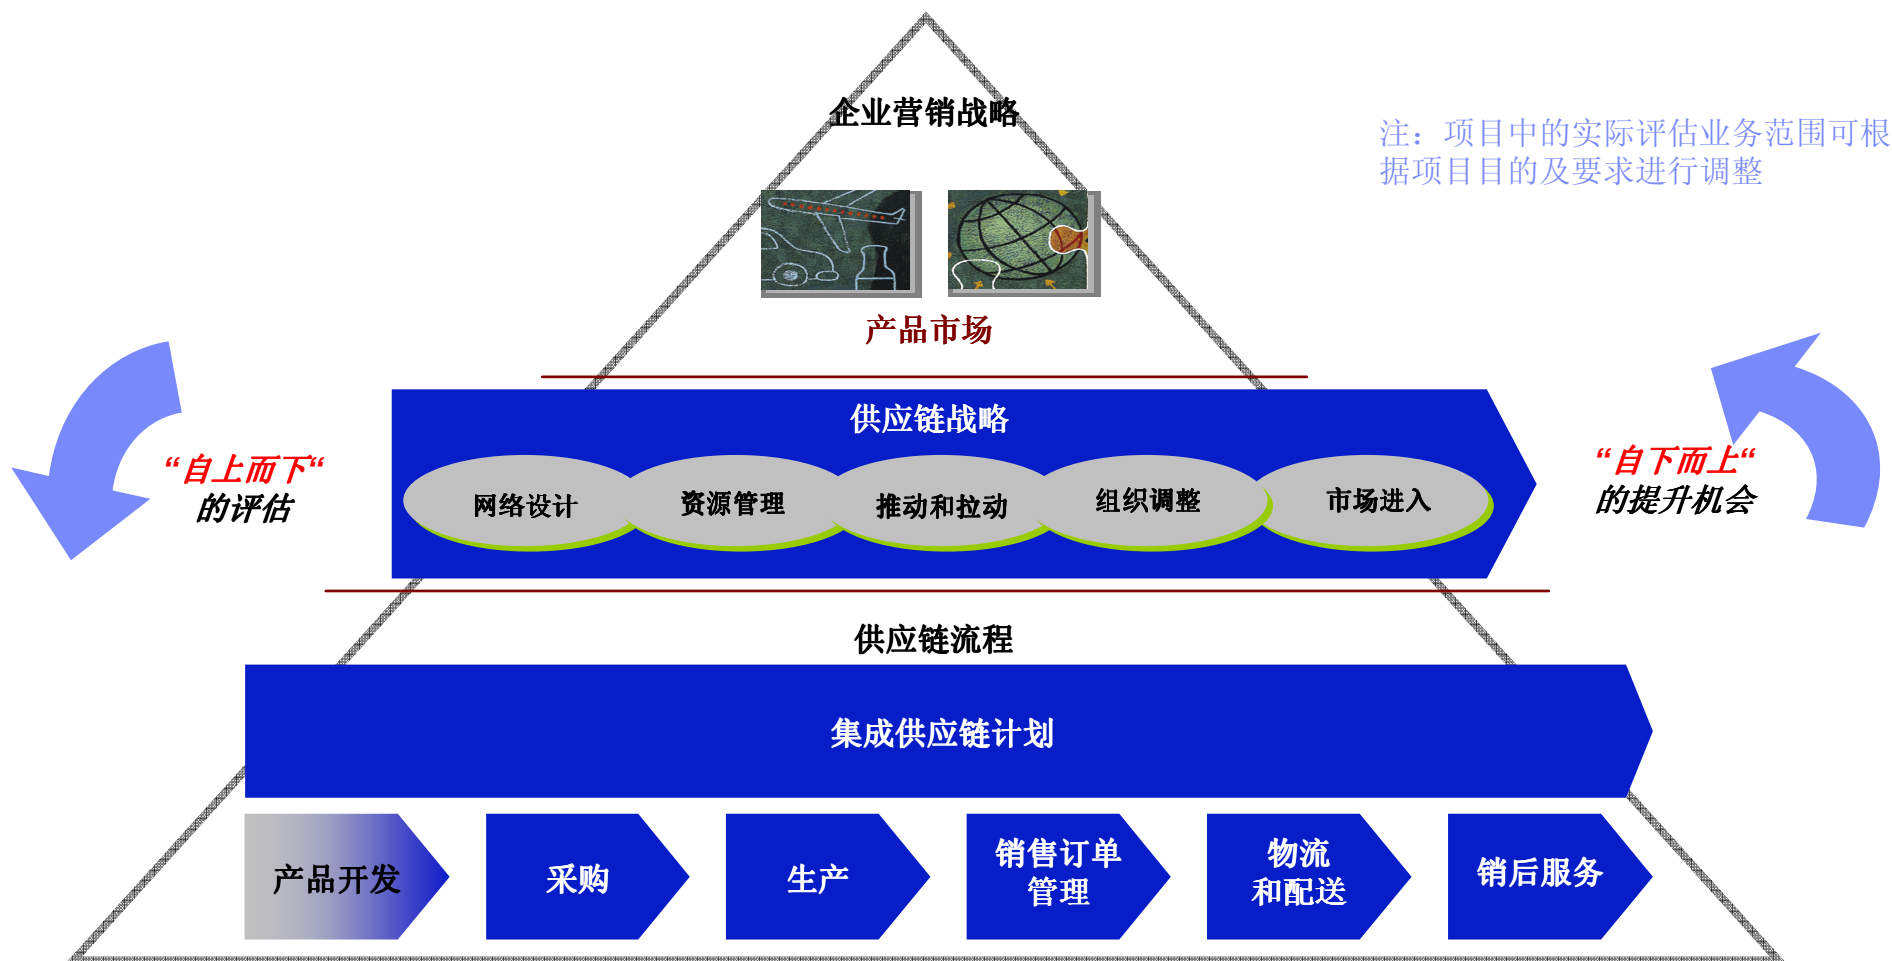 企业营销战略
注：项目中的实际评估业务范围可根
据项目目的及要求进行调整
产品市场
供应链战略
网络设计
资源管理
推动和拉动
组织调整
市场进入
“自上而下“
的评估
“自下而上“
的提升机会
供应链流程
集成供应链计划
产品开发
采购
生产
销售订单
管理
物流
和配送
销后服务